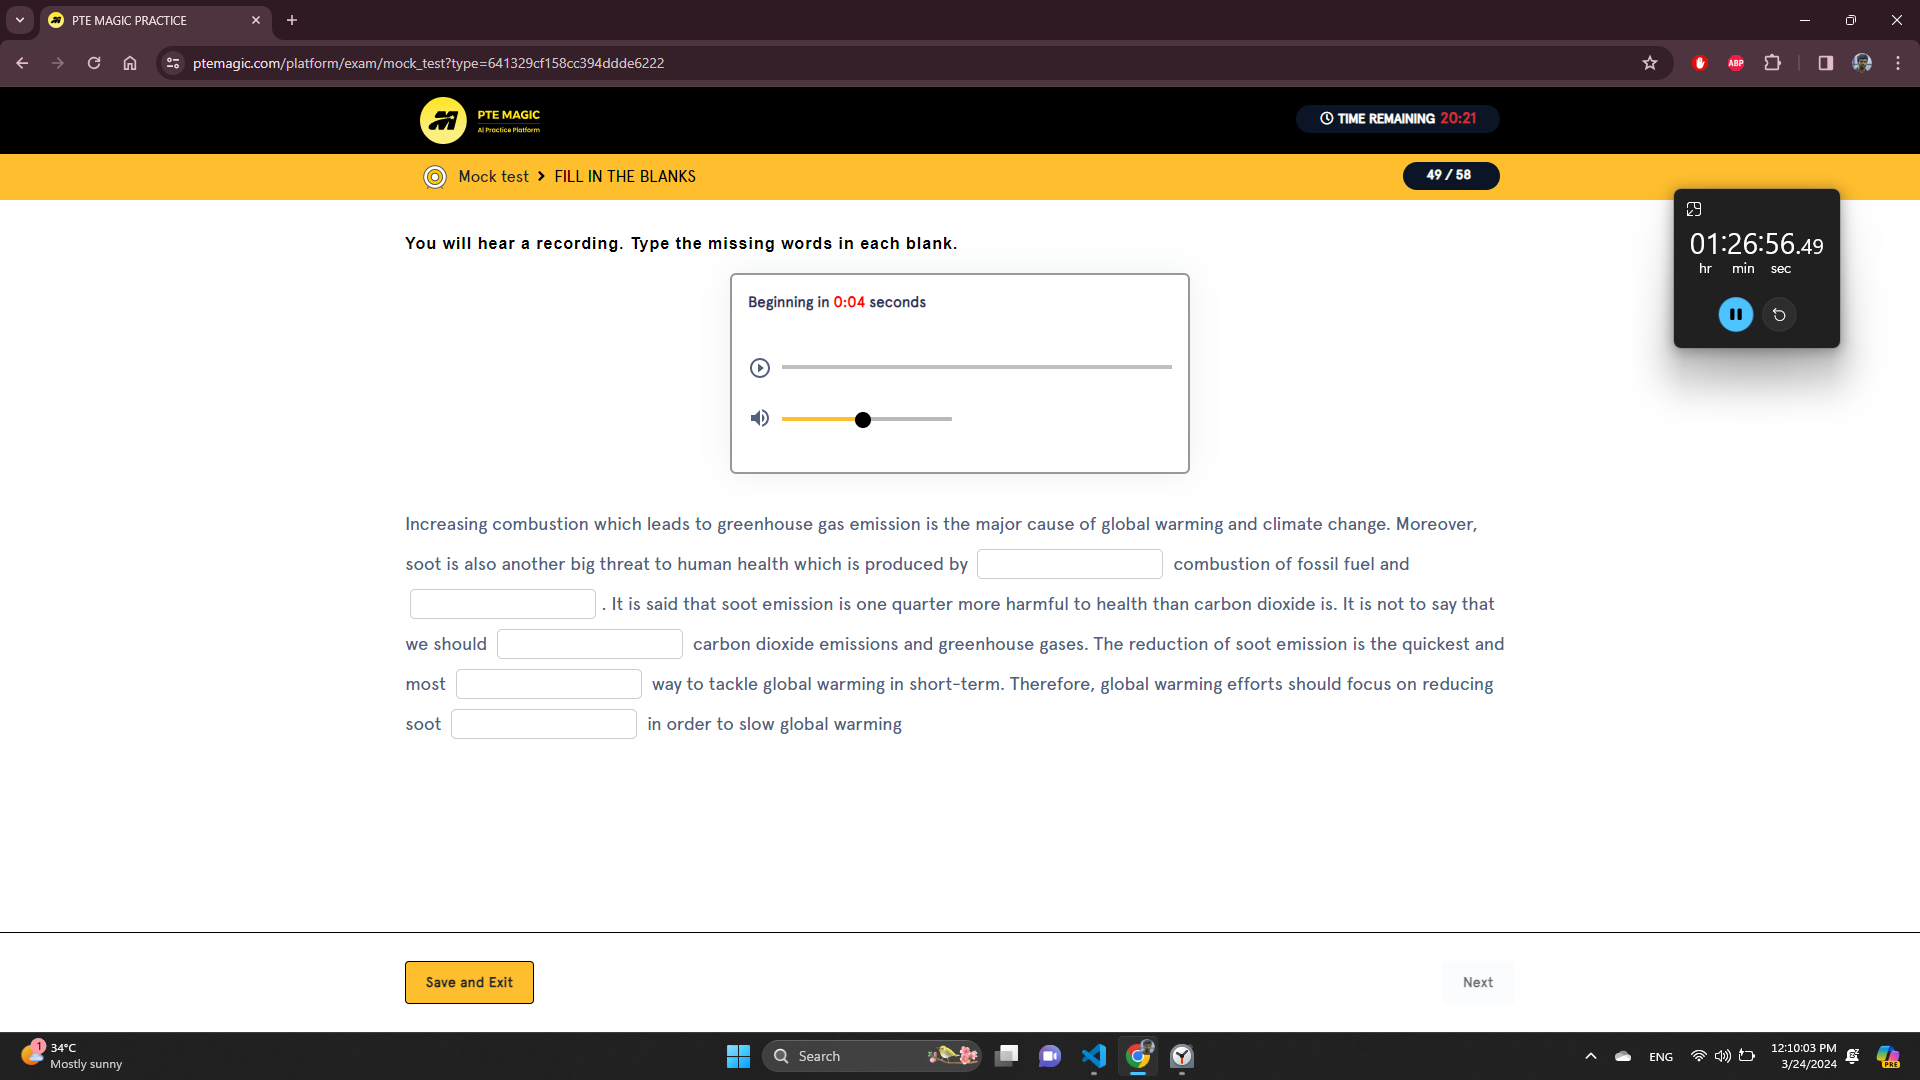 PTE MAGIC PRACTICE
ptemagic.com/platform/exam/mock_test?type=641329cf158cc394ddde6222
ABP
PTE MAGIC
AI Practice Platform
TIME REMAINING 20:21
Mock test > FILL IN THE BLANKS
49 / 58
01:26:56.49
hr min sec
You will hear a recording. Type the missing words in each blank.
Beginning in 0:04 seconds
Increasing combustion which leads to greenhouse gas emission is the major cause of global warming and climate change. Moreover,
soot is also another big threat to human health which is produced by combustion of fossil fuel and
. It is said that soot emission is one quarter more harmful to health than carbon dioxide is. It is not to say that
we should carbon dioxide emissions and greenhouse gases. The reduction of soot emission is the quickest and
most way to tackle global warming in short-term. Therefore, global warming efforts should focus on reducing
soot in order to slow global warming
Save and Exit
Next
1
34°C
Mostly sunny
Search
ENG
12:10:03 PM
3/24/2024
PRE